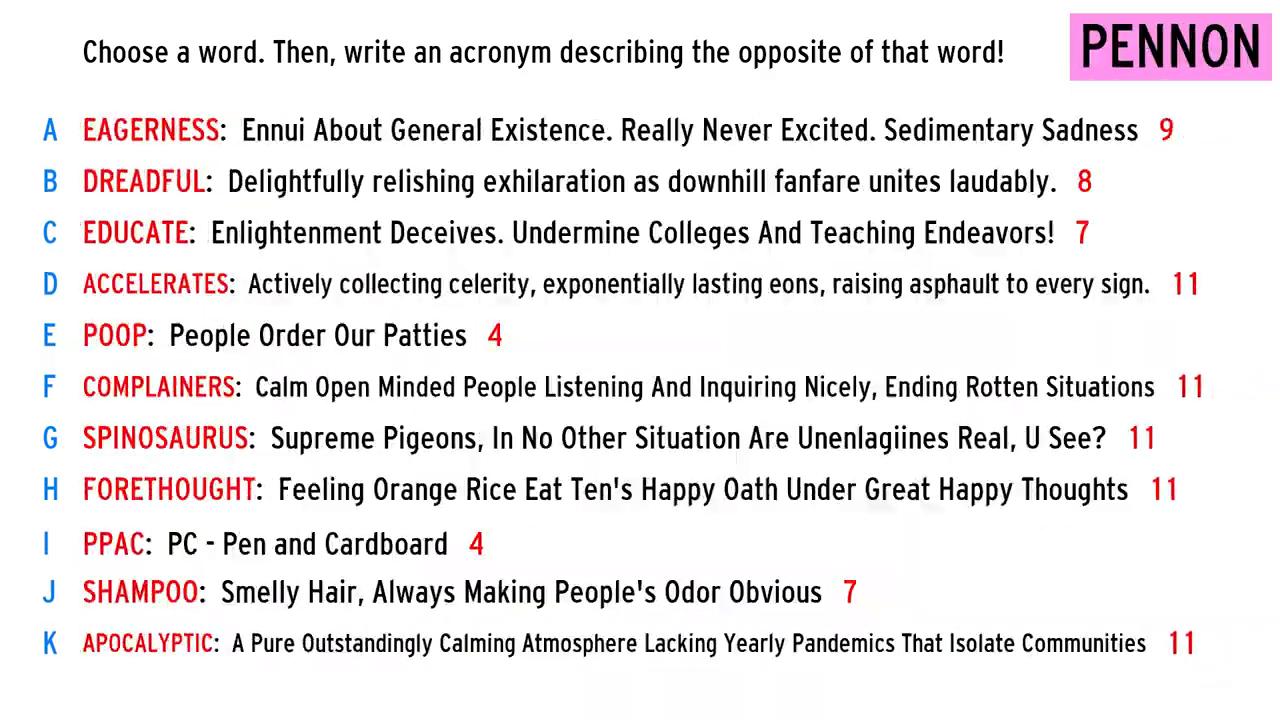 Choose a word. Then, write an acronym describing the opposite of that word!
PENNON
A EAGERNESS: Ennui About General Existence. Really Never Excited. Sedimentary Sadness 9
B DREADFUL: Delightfully relishing exhilaration as downhill fanfare unites laudably. 8
C EDUCATE: Enlightenment Deceives. Undermine Colleges And Teaching Endeavors! 7
D ACCELERATES: Actively collecting celerity, exponentially lasting eons, raising asphault to every sign. 11
E POOP: People Order Our Patties 4
F COMPLAINERS: Calm Open Minded People Listening And Inquiring Nicely, Ending Rotten Situations 11
G SPINOSAURUS: Supreme Pigeons, In No Other Situation Are Unenlagiines Real, U See? 11
H FORETHOUGHT: Feeling Orange Rice Eat Ten's Happy Oath Under Great Happy Thoughts 11
I PPAC: PC - Pen and Cardboard 4
J SHAMPOO: Smelly Hair, Always Making People's Odor Obvious 7
K APOCALYPTIC: A Pure Outstandingly Calming Atmosphere Lacking Yearly Pandemics That Isolate Communities 11